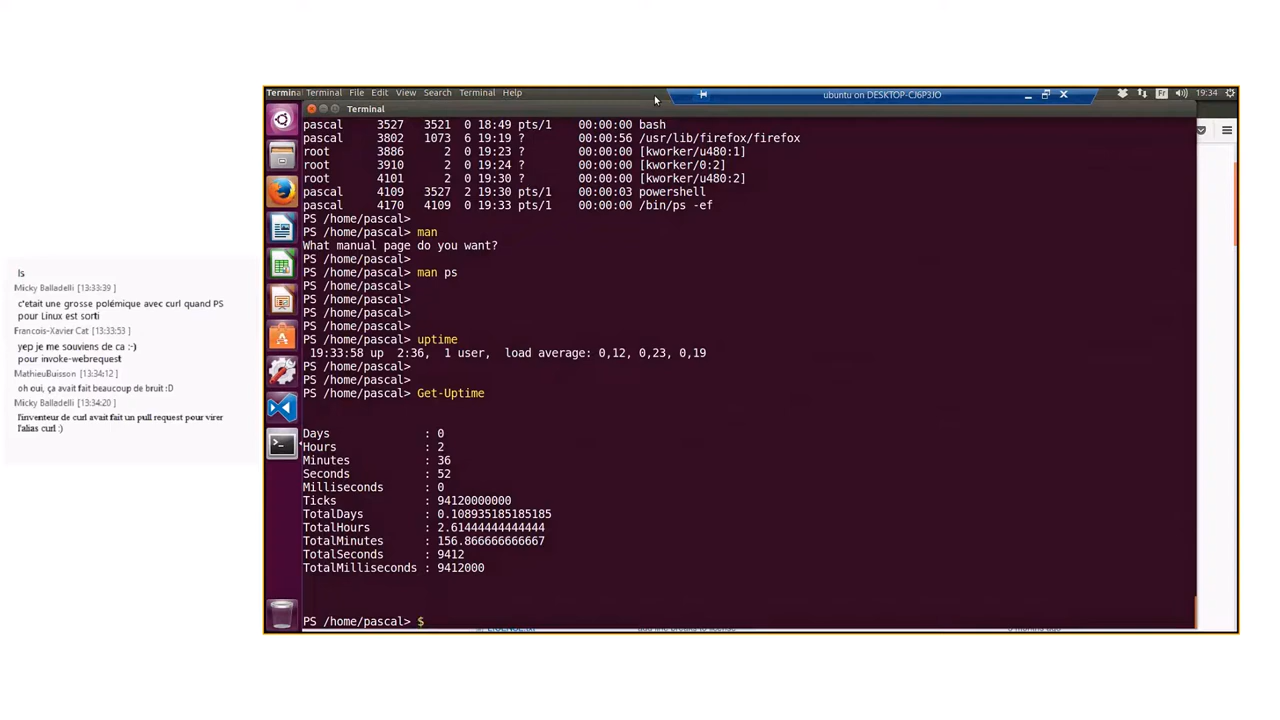 ls
Micky Balladelli [13:33:39]
c'etait une grosse polémique avec curl quand PS
pour Linux est sorti
Francois-Xavier Cat [13:33:53]
yep je me souviens de ca :-)
pour invoke-webrequest
MathieuBuisson [13:34:12]
oh oui, ça avait fait beaucoup de bruit :D
Micky Balladelli [13:34:20]
l'inventeur de curl avait fait un pull request pour virer
l'alias curl :)
Termina Terminal File Edit View Search Terminal Help
ubuntu on DESKTOP-CJ6P3JO
Fr
19:34
Terminal
pascal 3527 3521 0 18:49 pts/1 00:00:00 bash
pascal 3802 1073 6 19:19 ? 00:00:56 /usr/lib/firefox/firefox
root 3886 2 0 19:23 ? 00:00:00 [kworker/u480:1]
root 3910 2 0 19:24 ? 00:00:00 [kworker/0:2]
root 4101 2 0 19:30 ? 00:00:00 [kworker/u480:2]
pascal 4109 3527 2 19:30 pts/1 00:00:03 powershell
pascal 4170 4109 0 19:33 pts/1 00:00:00 /bin/ps -ef
PS /home/pascal>
PS /home/pascal> man
What manual page do you want?
PS /home/pascal>
PS /home/pascal> man ps
PS /home/pascal>
PS /home/pascal>
PS /home/pascal>
PS /home/pascal>
PS /home/pascal> uptime
19:33:58 up 2:36, 1 user, load average: 0,12, 0,23, 0,19
PS /home/pascal>
PS /home/pascal>
PS /home/pascal> Get-Uptime
Days : 0
Hours : 2
Minutes : 36
Seconds : 52
Milliseconds : 0
Ticks : 94120000000
TotalDays : 0.108935185185185
TotalHours : 2.61444444444444
TotalMinutes : 156.866666666667
TotalSeconds : 9412
TotalMilliseconds : 9412000
PS /home/pascal> $